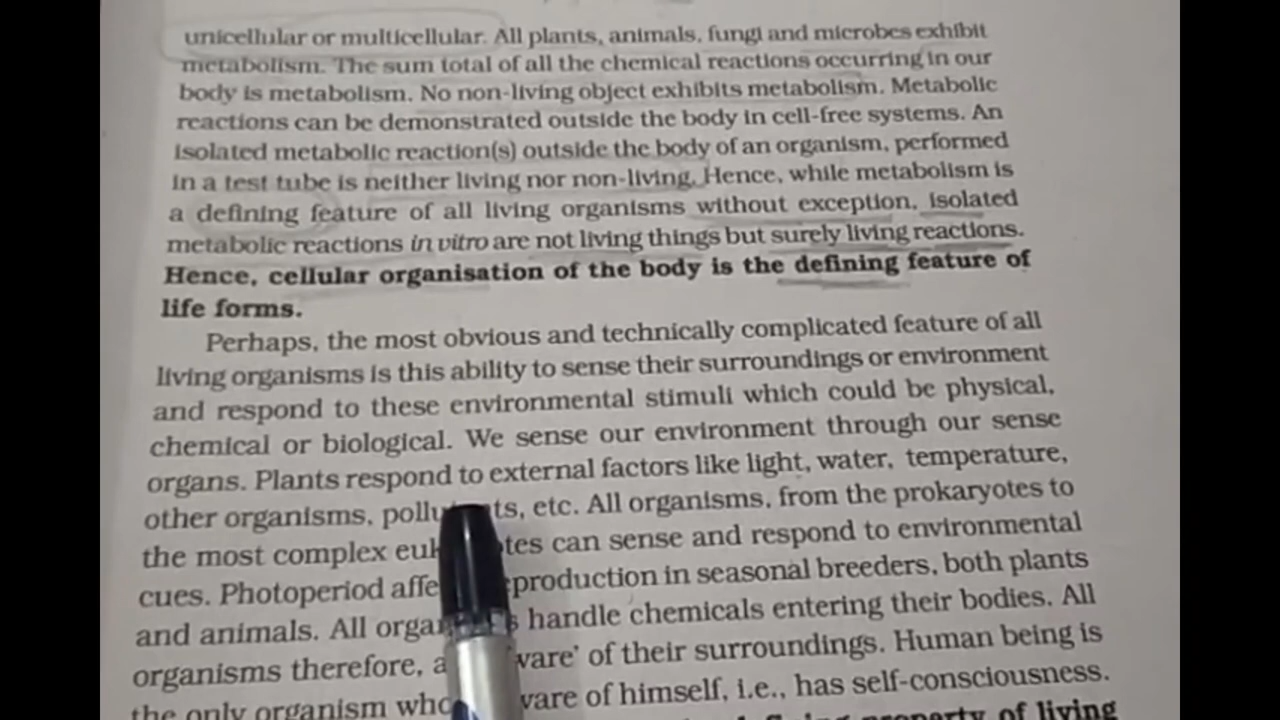 unicellular or multicellular. All plants, animals, fungi and microbes exhibit
metabolism. The sum total of all the chemical reactions occurring in our
body is metabolism. No non-living object exhibits metabolism. Metabolic
reactions can be demonstrated outside the body in cell-free systems. An
isolated metabolic reaction(s) outside the body of an organism, performed
in a test tube is neither living nor non-living. Hence, while metabolism is
a defining feature of all living organisms without exception, isolated
metabolic reactions in vitro are not living things but surely living reactions.
Hence, cellular organisation of the body is the defining feature of
life forms.
Perhaps, the most obvious and technically complicated feature of all
living organisms is this ability to sense their surroundings or environment
and respond to these environmental stimuli which could be physical,
chemical or biological. We sense our environment through our sense
organs. Plants respond to external factors like light, water, temperature,
other organisms, etc. All organisms, from the prokaryotes to
the most complex can sense and respond to environmental
cues. Photoperiod in seasonal breeders, both plants
and animals. All handle chemicals entering their bodies. All
organisms therefore, of their surroundings. Human being is
the only organism of himself, i.e., has self-consciousness.
property of living